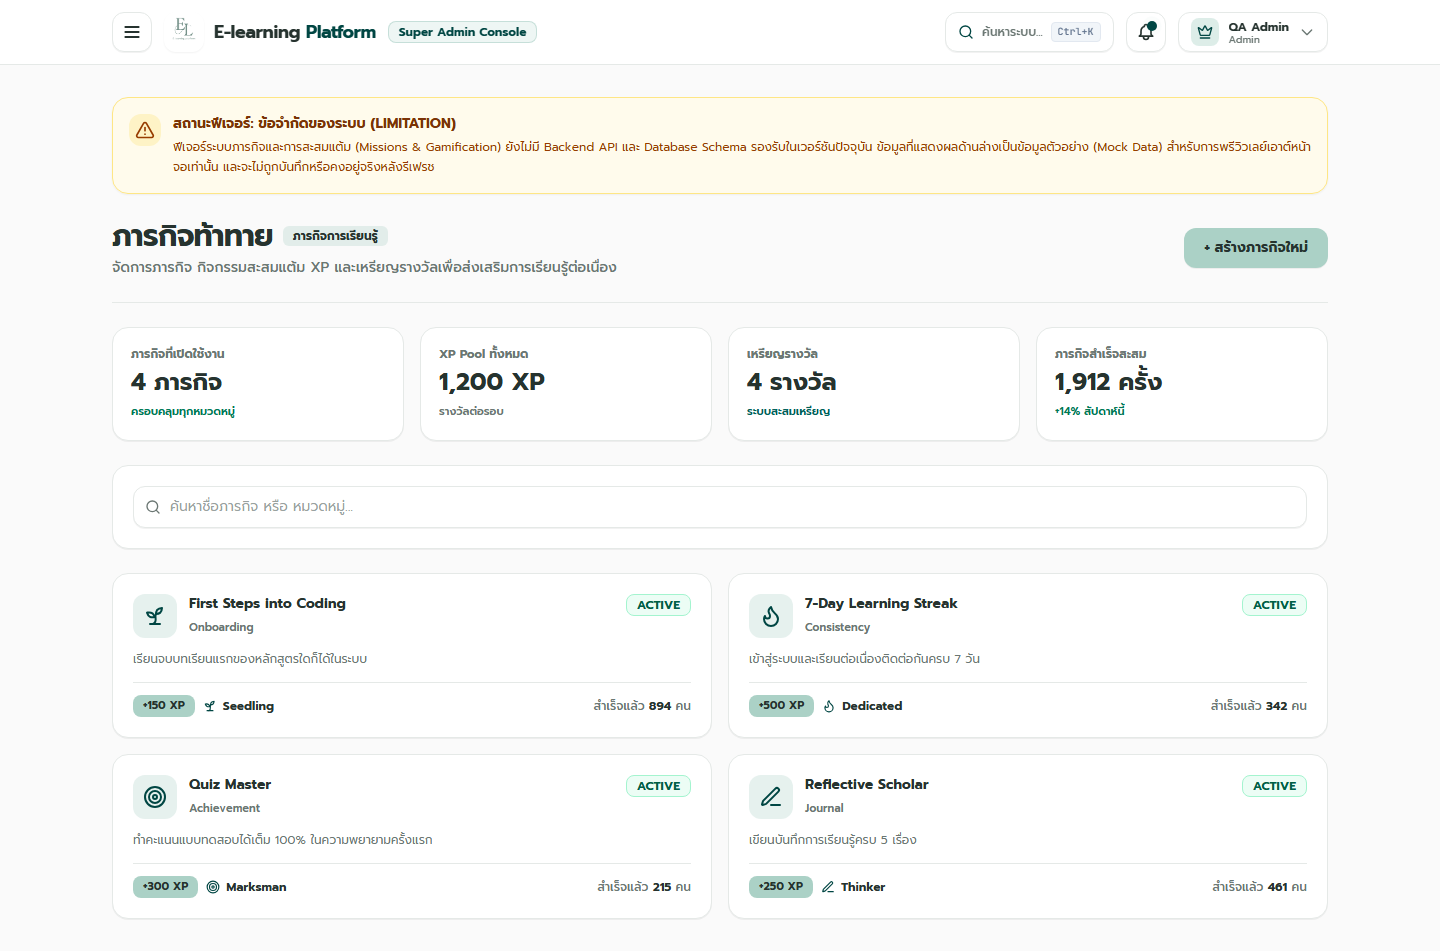 EL
E-learning Platform
Super Admin Console
ค้นหาระบบ...
Ctrl+K
QA Admin
Admin
สถานะฟีเจอร์: ข้อจำกัดของระบบ (LIMITATION)
ฟีเจอร์ระบบภารกิจและการสะสมแต้ม (Missions & Gamification) ยังไม่มี Backend API และ Database Schema รองรับในเวอร์ชันปัจจุบัน ข้อมูลที่แสดงผลด้านล่างเป็นข้อมูลตัวอย่าง (Mock Data) สำหรับการพรีวิวเลย์เอาต์หน้า
จอเท่านั้น และจะไม่ถูกบันทึกหรือคงอยู่จริงหลังรีเฟรช
ภารกิจท้าทาย
ภารกิจการเรียนรู้
จัดการภารกิจ กิจกรรมสะสมแต้ม XP และเหรียญรางวัลเพื่อส่งเสริมการเรียนรู้ต่อเนื่อง
+ สร้างภารกิจใหม่
ภารกิจที่เปิดใช้งาน
4 ภารกิจ
ครอบคลุมทุกหมวดหมู่
XP Pool ทั้งหมด
1,200 XP
รางวัลต่อรอบ
เหรียญรางวัล
4 รางวัล
ระบบสะสมเหรียญ
ภารกิจสำเร็จสะสม
1,912 ครั้ง
+14% สัปดาห์นี้
ค้นหาชื่อภารกิจ หรือ หมวดหมู่...
First Steps into Coding
ACTIVE
Onboarding
เรียนจบบทเรียนแรกของหลักสูตรใดก็ได้ในระบบ
+150 XP
Seedling
สำเร็จแล้ว 894 คน
7-Day Learning Streak
ACTIVE
Consistency
เข้าสู่ระบบและเรียนต่อเนื่องติดต่อกันครบ 7 วัน
+500 XP
Dedicated
สำเร็จแล้ว 342 คน
Quiz Master
ACTIVE
Achievement
ทำคะแนนแบบทดสอบได้เต็ม 100% ในความพยายามครั้งแรก
+300 XP
Marksman
สำเร็จแล้ว 215 คน
Reflective Scholar
ACTIVE
Journal
เขียนบันทึกการเรียนรู้ครบ 5 เรื่อง
+250 XP
Thinker
สำเร็จแล้ว 461 คน